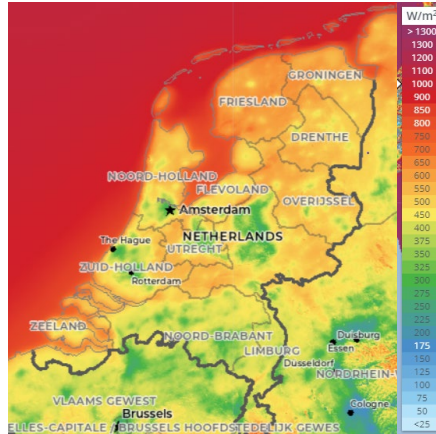 W/m²
> 1300
1300
1200
1100
1000
900
850
800
750
700
650
600
550
500
450
400
375
350
325
300
275
250
225
200
175
150
125
100
75
50
<25
GRONINGEN
FRIESLAND
DRENTHE
NOORD-HOLLAND
FLEVOLAND
OVERIJSSEL
Amsterdam
The Hague
NETHERLANDS
UTRECHT
ZUID-HOLLAND
Rotterdam
ZEELAND
NOORD-BRABANT
Duisburg
Essen
LIMBURG
Dusseldorf
NORDRHEIN-W
VLAAMS GEWEST
Cologne
Brussels
ELLES-CAPITALE / BRUSSELS HOOFDSTEDELIJK GEWES